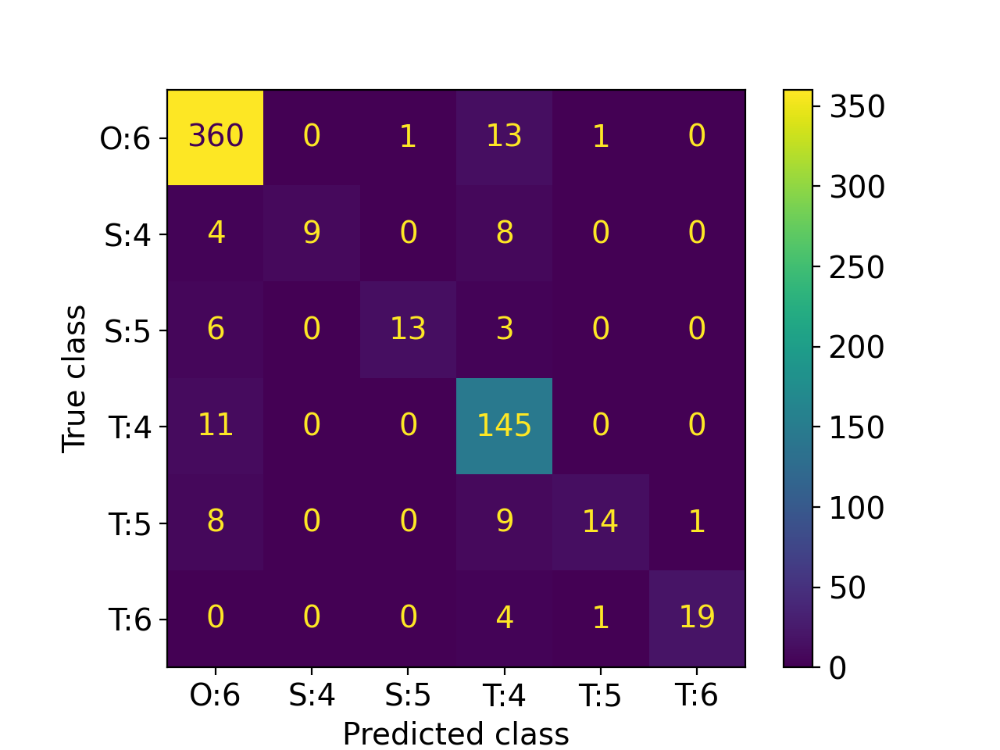 O:6 360 0 1 13 1 0
S:4 4 9 0 8 0 0
S:5 6 0 13 3 0 0
T:4 11 0 0 145 0 0
T:5 8 0 0 9 14 1
T:6 0 0 0 4 1 19
O:6 S:4 S:5 T:4 T:5 T:6
Predicted class
True class
350
300
250
200
150
100
50
0